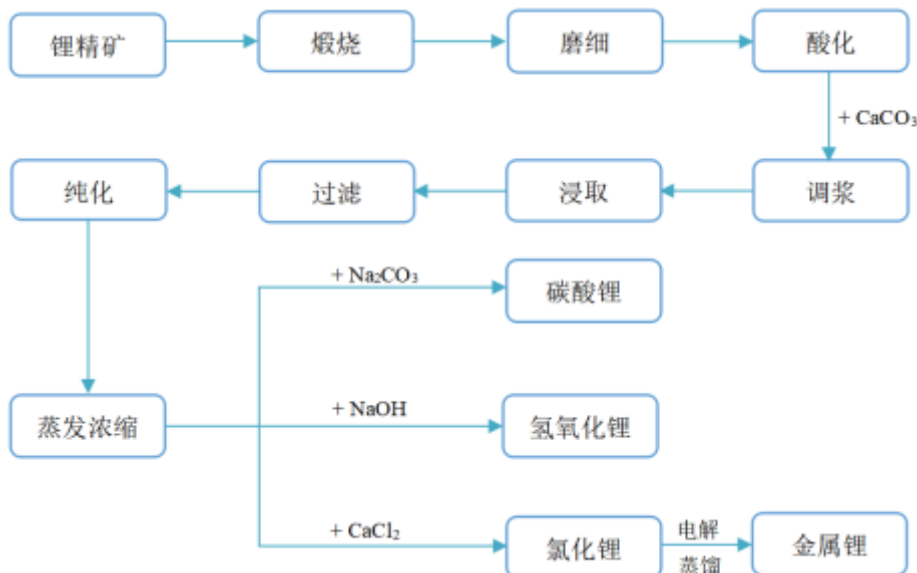 锂精矿
煅烧
磨细
酸化
+ CaCO₃
纯化
过滤
浸取
调浆
+ Na₂CO₃
碳酸锂
蒸发浓缩
+ NaOH
氢氧化锂
+ CaCl₂
氯化锂
电解
蒸馏
金属锂